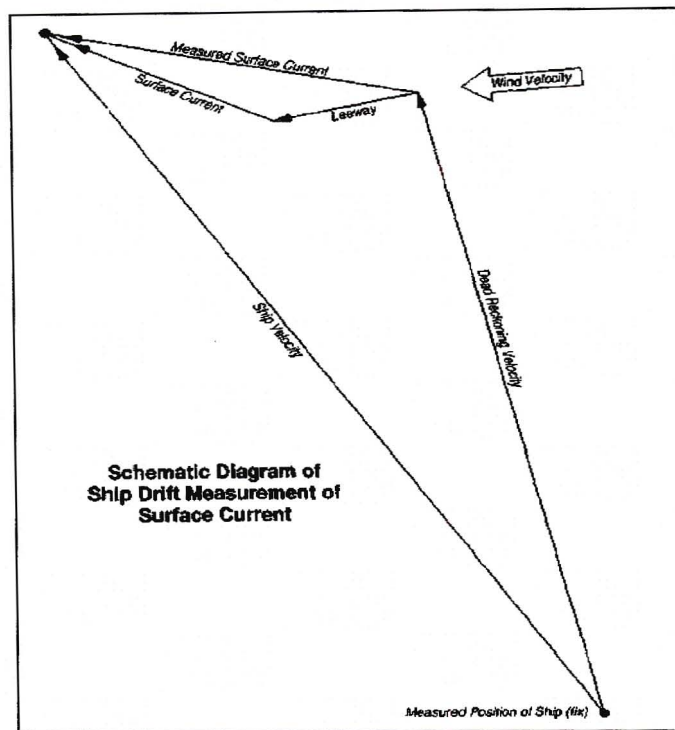 Measured Surface Current
Surface Current
Leeway
Wind Velocity
Ship Velocity
Dead Reckoning Velocity
Schematic Diagram of
Ship Drift Measurement of
Surface Current
Measured Position of Ship (fix)